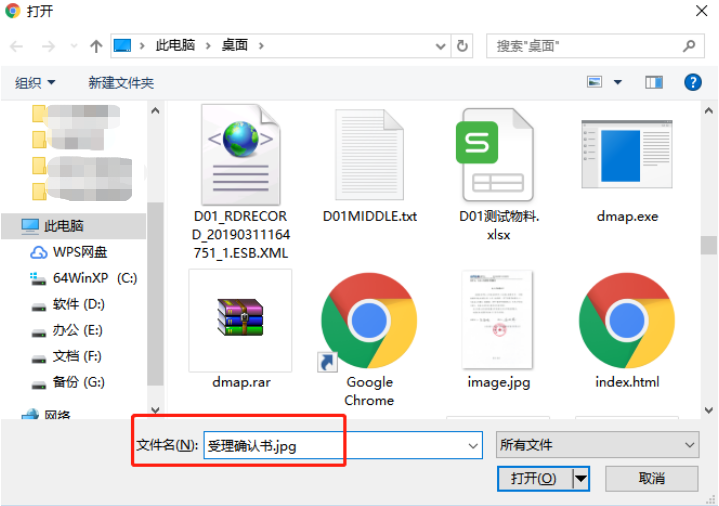 打开
此电脑 › 桌面 ›
搜索"桌面"
组织
新建文件夹
此电脑
WPS网盘
64WinXP (C:)
软件 (D:)
办公 (E:)
文档 (F:)
备份 (G:)
网络
D01_RDRECOR
D_20190311164
751_1.ESB.XML
D01MIDDLE.txt
D01测试物料.
xlsx
dmap.exe
dmap.rar
Google
Chrome
image.jpg
index.html
文件名(N):
受理确认书.jpg
所有文件
打开(O)
取消